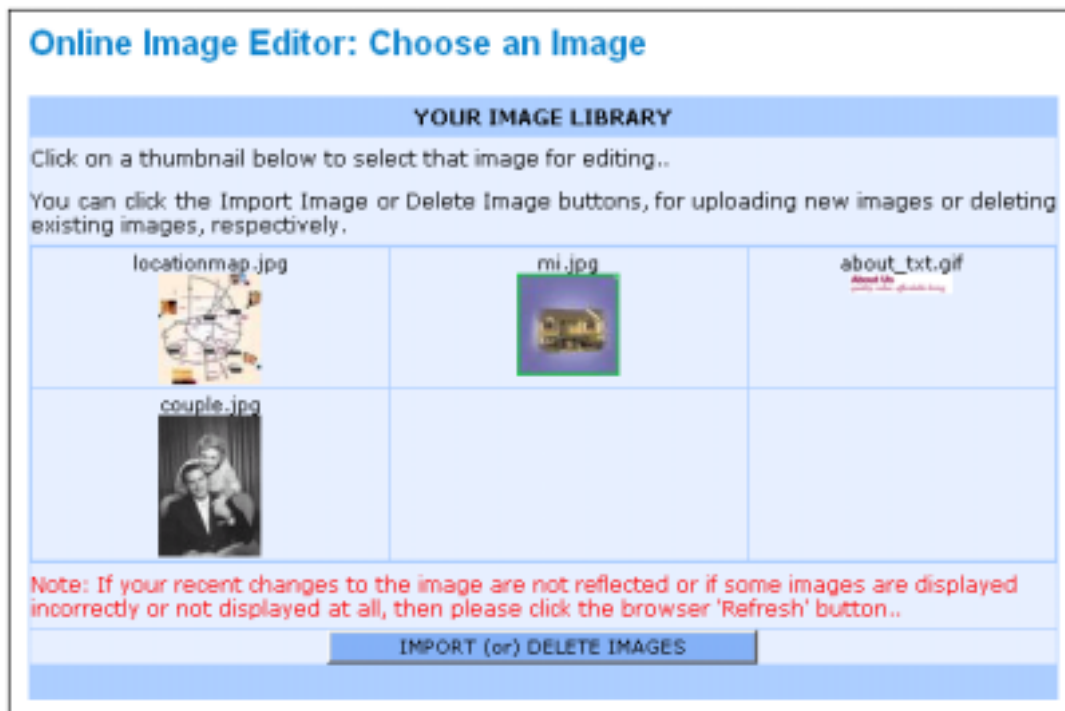 Online Image Editor: Choose an Image
YOUR IMAGE LIBRARY
Click on a thumbnail below to select that image for editing..
You can click the Import Image or Delete Image buttons, for uploading new images or deleting
existing images, respectively.
locationmap.jpg
mi.jpg
about_txt.gif
About Us
couple.jpg
Note: If your recent changes to the image are not reflected or if some images are displayed
incorrectly or not displayed at all, then please click the browser 'Refresh' button..
IMPORT (or) DELETE IMAGES